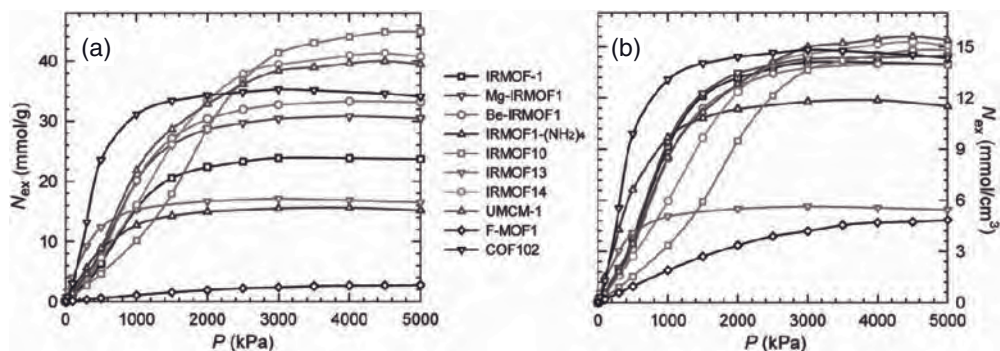 (a)
40
30
20
10
0
N_ex (mmol/g)
0 1000 2000 3000 4000 5000
P (kPa)
IRMOF-1
Mg-IRMOF1
Be-IRMOF1
IRMOF1-(NH2)4
IRMOF10
IRMOF13
IRMOF14
UMCM-1
F-MOF1
COF102
(b)
15
12
9
6
3
0
N_ex (mmol/cm³)
0 1000 2000 3000 4000 5000
P (kPa)